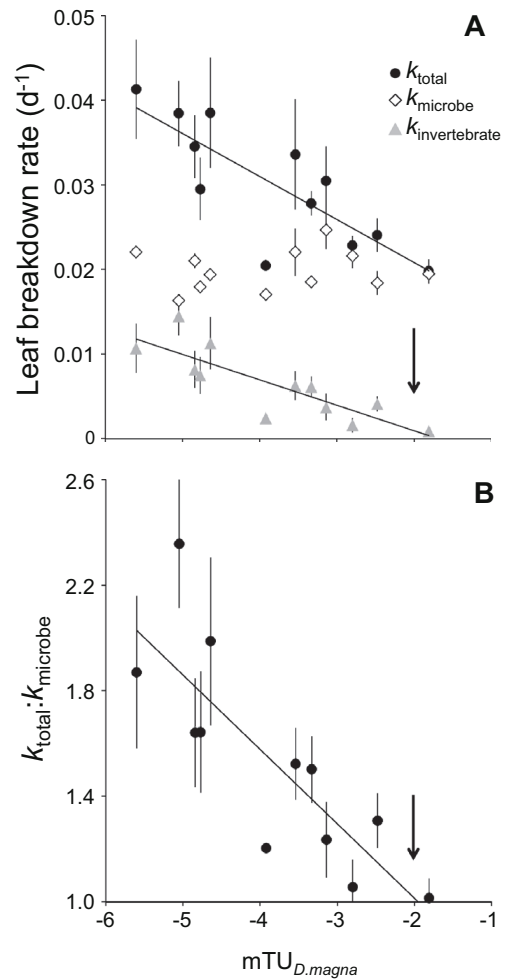 A
0.05
0.04
0.03
0.02
0.01
0
Leaf breakdown rate (d⁻¹)
k_total
k_microbe
k_invertebrate
B
2.6
2.2
1.8
1.4
1.0
k_total:k_microbe
-6 -5 -4 -3 -2 -1
mTU_D.magna